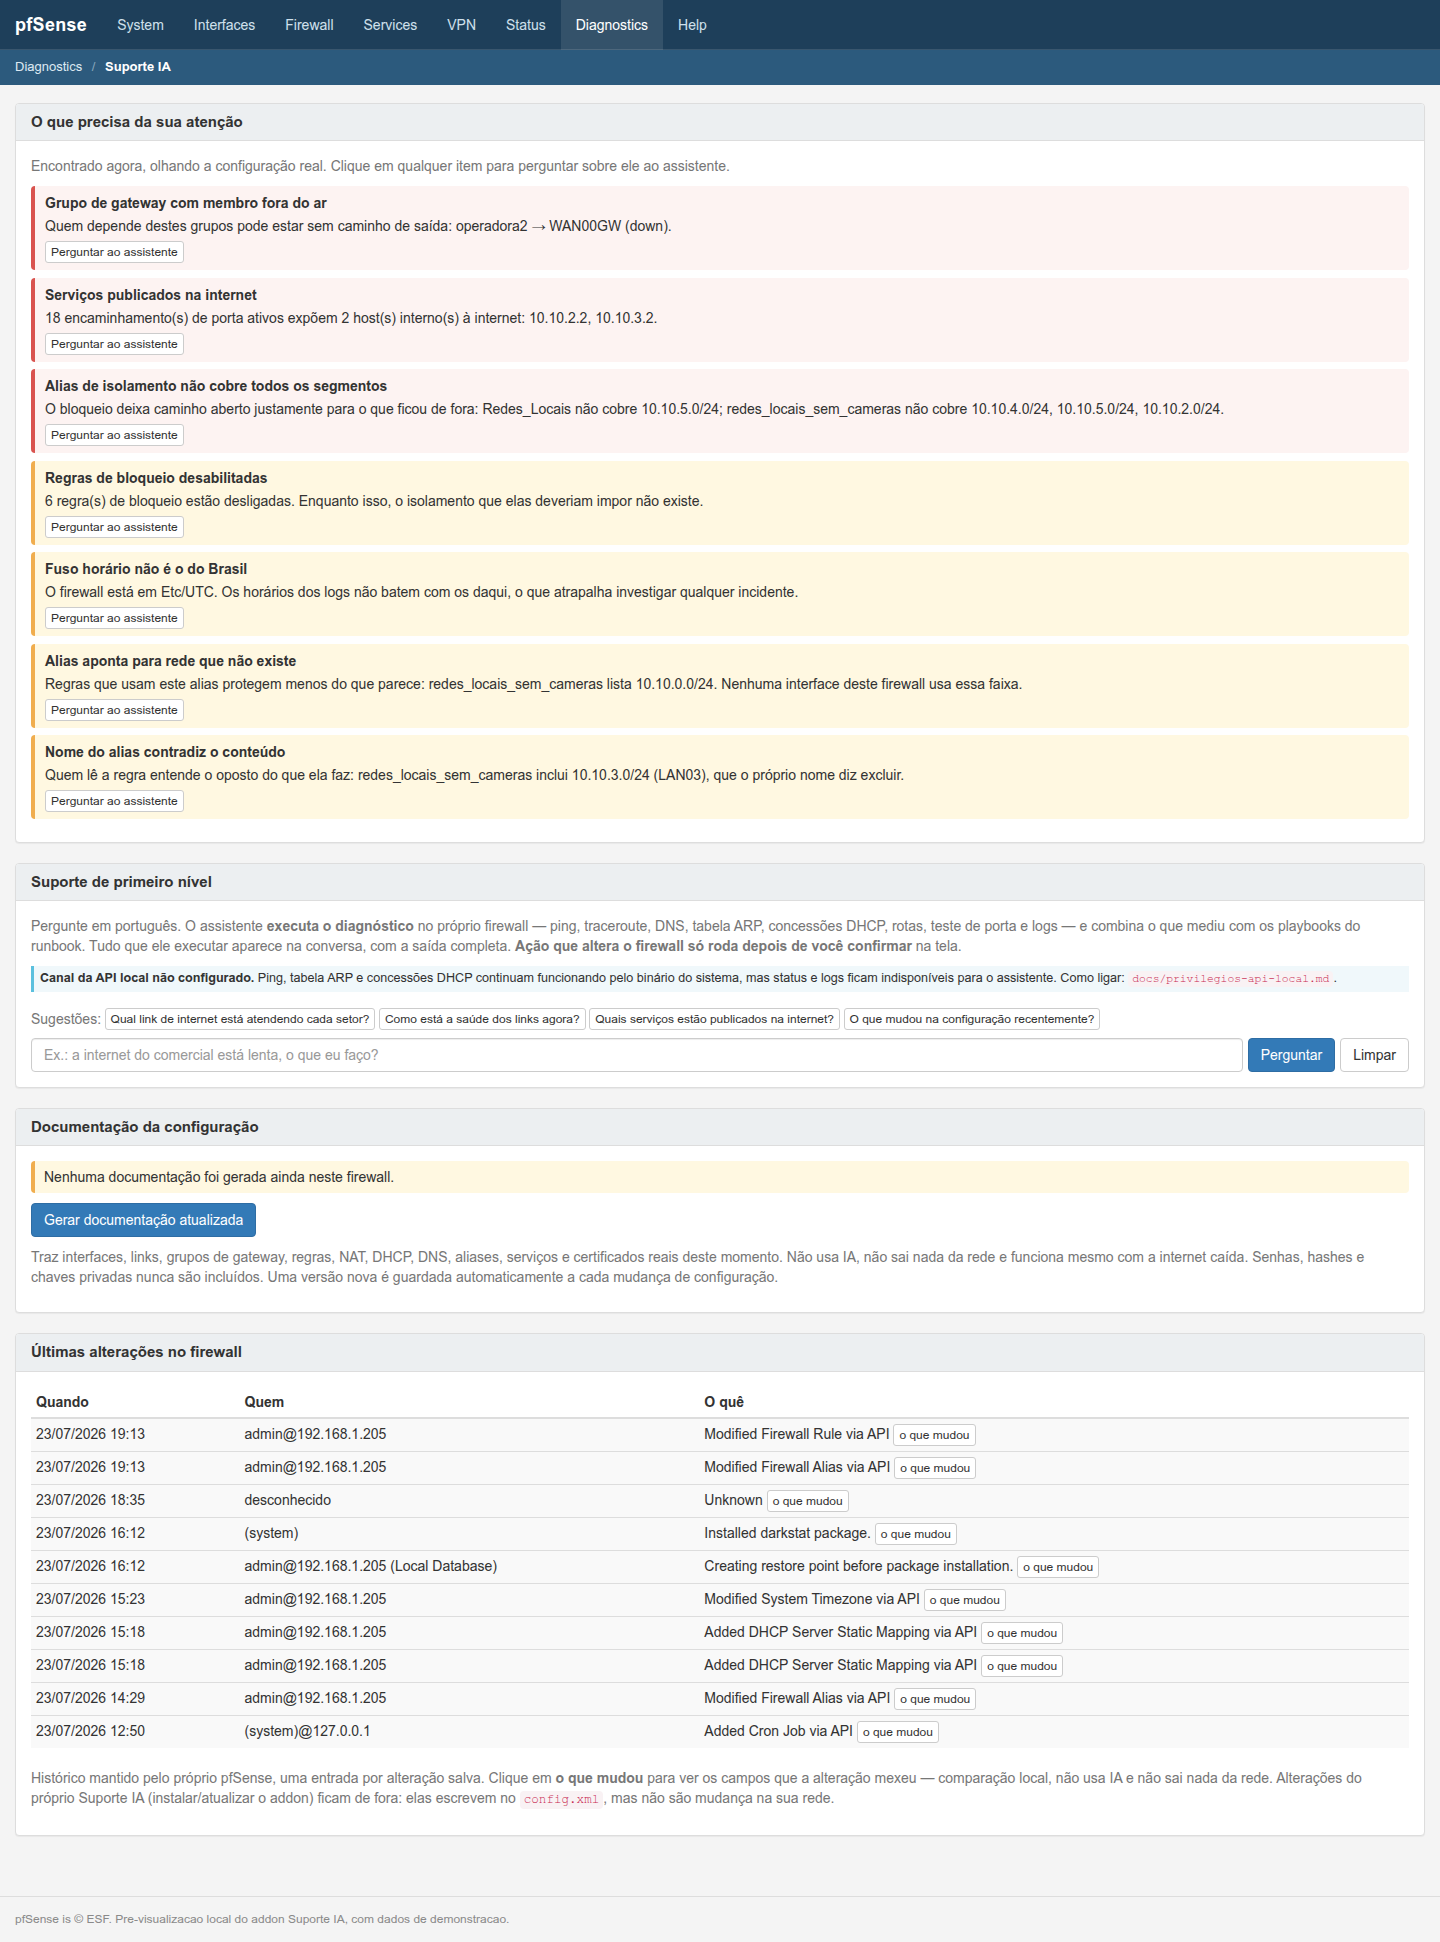 pfSense System Interfaces Firewall Services VPN Status Diagnostics Help
Diagnostics / Suporte IA
O que precisa da sua atenção
Encontrado agora, olhando a configuração real. Clique em qualquer item para perguntar sobre ele ao assistente.
Grupo de gateway com membro fora do ar
Quem depende destes grupos pode estar sem caminho de saída: operadora2 → WAN00GW (down).
Perguntar ao assistente
Serviços publicados na internet
18 encaminhamento(s) de porta ativos expõem 2 host(s) interno(s) à internet: 10.10.2.2, 10.10.3.2.
Perguntar ao assistente
Alias de isolamento não cobre todos os segmentos
O bloqueio deixa caminho aberto justamente para o que ficou de fora: Redes_Locais não cobre 10.10.5.0/24; redes_locais_sem_cameras não cobre 10.10.4.0/24, 10.10.5.0/24, 10.10.2.0/24.
Perguntar ao assistente
Regras de bloqueio desabilitadas
6 regra(s) de bloqueio estão desligadas. Enquanto isso, o isolamento que elas deveriam impor não existe.
Perguntar ao assistente
Fuso horário não é o do Brasil
O firewall está em Etc/UTC. Os horários dos logs não batem com os daqui, o que atrapalha investigar qualquer incidente.
Perguntar ao assistente
Alias aponta para rede que não existe
Regras que usam este alias protegem menos do que parece: redes_locais_sem_cameras lista 10.10.0.0/24. Nenhuma interface deste firewall usa essa faixa.
Perguntar ao assistente
Nome do alias contradiz o conteúdo
Quem lê a regra entende o oposto do que ela faz: redes_locais_sem_cameras inclui 10.10.3.0/24 (LAN03), que o próprio nome diz excluir.
Perguntar ao assistente
Suporte de primeiro nível
Pergunte em português. O assistente executa o diagnóstico no próprio firewall — ping, traceroute, DNS, tabela ARP, concessões DHCP, rotas, teste de porta e logs — e combina o que mediu com os playbooks do
runbook. Tudo que ele executar aparece na conversa, com a saída completa. Ação que altera o firewall só roda depois de você confirmar na tela.
Canal da API local não configurado. Ping, tabela ARP e concessões DHCP continuam funcionando pelo binário do sistema, mas status e logs ficam indisponíveis para o assistente. Como ligar: docs/privilegios-api-local.md.
Sugestões: Qual link de internet está atendendo cada setor? Como está a saúde dos links agora? Quais serviços estão publicados na internet? O que mudou na configuração recentemente?
Ex.: a internet do comercial está lenta, o que eu faço? Perguntar Limpar
Documentação da configuração
Nenhuma documentação foi gerada ainda neste firewall.
Gerar documentação atualizada
Traz interfaces, links, grupos de gateway, regras, NAT, DHCP, DNS, aliases, serviços e certificados reais deste momento. Não usa IA, não sai nada da rede e funciona mesmo com a internet caída. Senhas, hashes e
chaves privadas nunca são incluídos. Uma versão nova é guardada automaticamente a cada mudança de configuração.
Últimas alterações no firewall
Quando Quem O quê
23/07/2026 19:13 admin@192.168.1.205 Modified Firewall Rule via API o que mudou
23/07/2026 19:13 admin@192.168.1.205 Modified Firewall Alias via API o que mudou
23/07/2026 18:35 desconhecido Unknown o que mudou
23/07/2026 16:12 (system) Installed darkstat package. o que mudou
23/07/2026 16:12 admin@192.168.1.205 (Local Database) Creating restore point before package installation. o que mudou
23/07/2026 15:23 admin@192.168.1.205 Modified System Timezone via API o que mudou
23/07/2026 15:18 admin@192.168.1.205 Added DHCP Server Static Mapping via API o que mudou
23/07/2026 15:18 admin@192.168.1.205 Added DHCP Server Static Mapping via API o que mudou
23/07/2026 14:29 admin@192.168.1.205 Modified Firewall Alias via API o que mudou
23/07/2026 12:50 (system)@127.0.0.1 Added Cron Job via API o que mudou
Histórico mantido pelo próprio pfSense, uma entrada por alteração salva. Clique em o que mudou para ver os campos que a alteração mexeu — comparação local, não usa IA e não sai nada da rede. Alterações do
próprio Suporte IA (instalar/atualizar o addon) ficam de fora: elas escrevem no config.xml, mas não são mudança na sua rede.
pfSense is © ESF. Pre-visualizacao local do addon Suporte IA, com dados de demonstracao.